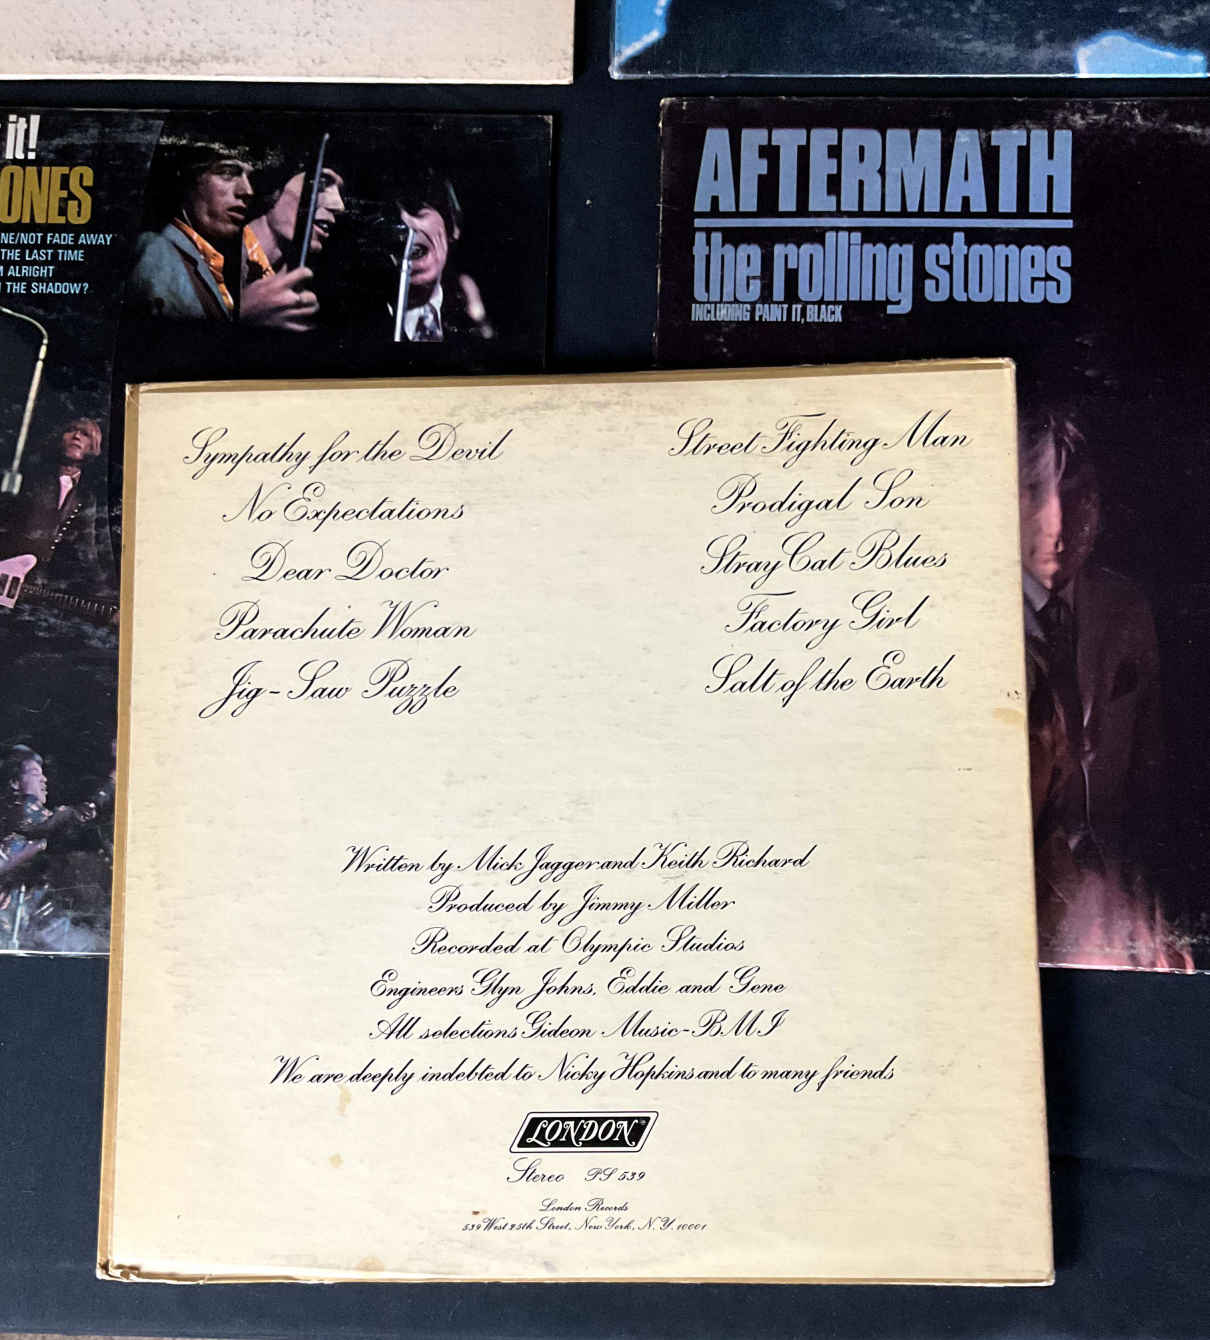 it!
ONES
NE/NOT FADE AWAY
THE LAST TIME
M ALRIGHT
THE SHADOW?
AFTERMATH
the rolling stones
INCLUDING PAINT IT, BLACK
Sympathy for the Devil
No Expectations
Dear Doctor
Parachute Woman
Jig-Saw Puzzle
Street Fighting Man
Prodigal Son
Stray Cat Blues
Factory Girl
Salt of the Earth
Written by Mick Jagger and Keith Richard
Produced by Jimmy Miller
Recorded at Olympic Studios
Engineers Glyn Johns, Eddie and Gene
All selections Gideon Music-BMI
We are deeply indebted to Nicky Hopkins and to many friends
LONDON
Stereo PS 539
London Records
539 West 25th Street, New York, N.Y. 10001